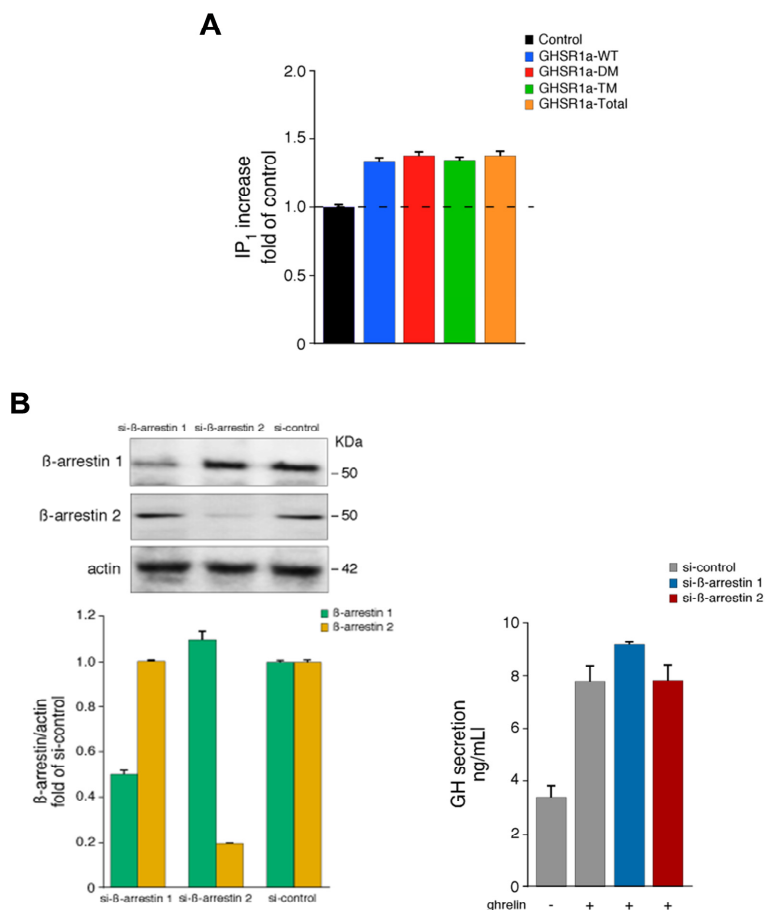 A
Control
GHSR1a-WT
GHSR1a-DM
GHSR1a-TM
GHSR1a-Total
2.0
1.5
1.0
0.5
0
IP1 increase
fold of control
B
si-ß-arrestin 1 si-ß-arrestin 2 si-control
KDa
ß-arrestin 1
- 50
ß-arrestin 2
- 50
actin
- 42
ß-arrestin 1
ß-arrestin 2
1.2
1.0
0.8
0.6
0.4
0.2
0
ß-arrestin/actin
fold of si-control
si-ß-arrestin 1 si-ß-arrestin 2 si-control
si-control
si-ß-arrestin 1
si-ß-arrestin 2
10
8
6
4
2
0
GH secretion
ng/mLl
ghrelin - + + +